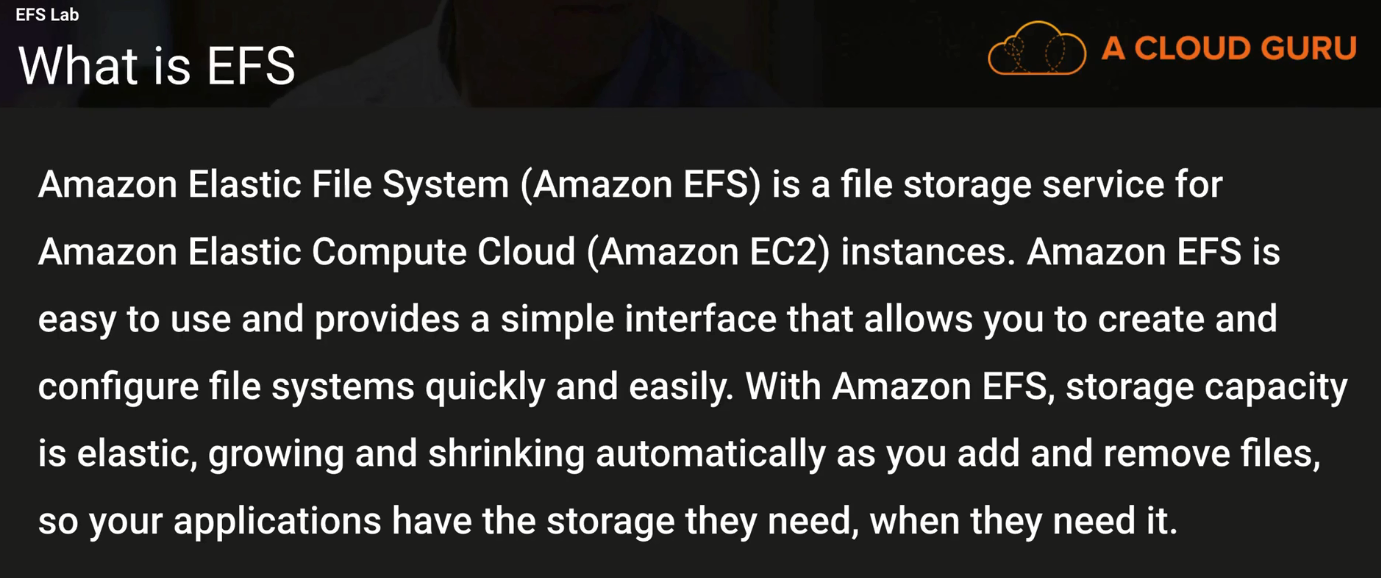 EFS Lab
What is EFS
A CLOUD GURU
Amazon Elastic File System (Amazon EFS) is a file storage service for
Amazon Elastic Compute Cloud (Amazon EC2) instances. Amazon EFS is
easy to use and provides a simple interface that allows you to create and
configure file systems quickly and easily. With Amazon EFS, storage capacity
is elastic, growing and shrinking automatically as you add and remove files,
so your applications have the storage they need, when they need it.